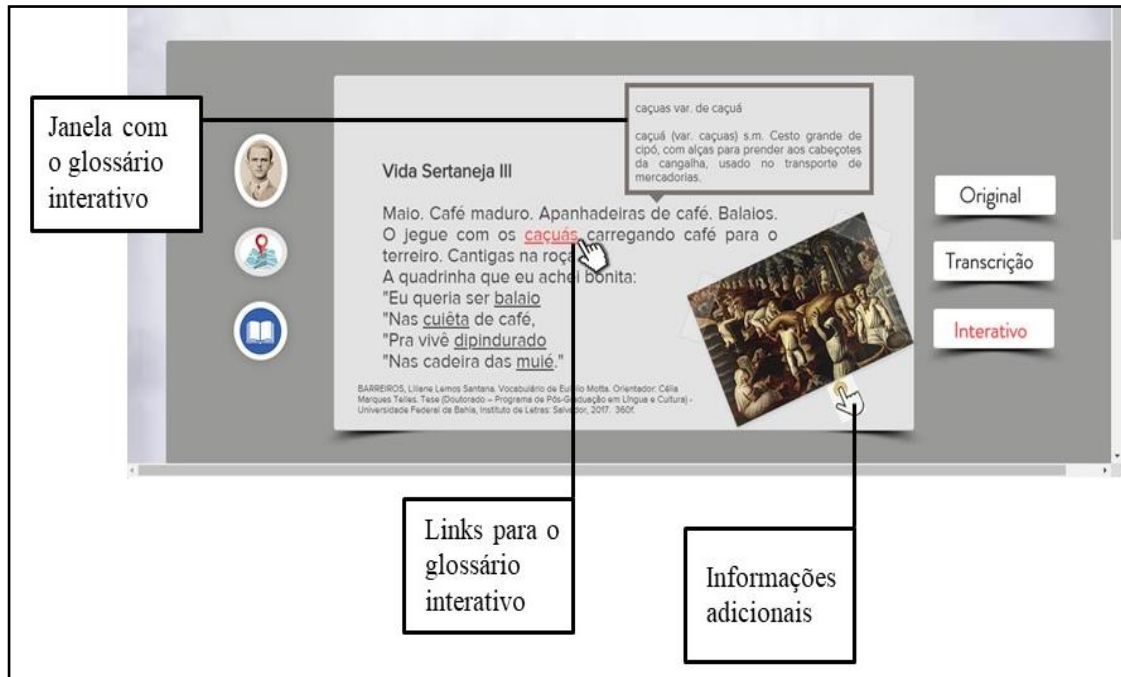 Janela com
o glossário
interativo
caçuas var. de caçuá
caçuá (var. caçuas) s.m. Cesto grande de
cipó, com alças para prender aos cabeçotes
da cangalha, usado no transporte de
mercadorias.
Vida Sertaneja III
Maio. Café maduro. Apanhadeiras de café. Balaios.
O jegue com os caçuás carregando café para o
terreiro. Cantigas na roça
A quadrinha que eu achei bonita:
"Eu queria ser balaio
"Nas cuiêta de café,
"Pra vivê dipindurado
"Nas cadeira das muié."
BARREIROS, Liliane Lemos Santana. Vocabulário de Eulálio Motta. Orientador: Célia
Marques Telles. Tese (Doutorado – Programa de Pós-Graduação em Língua e Cultura) -
Universidade Federal da Bahia, Instituto de Letras: Salvador, 2017. 360f.
Original
Transcrição
Interativo
Links para o
glossário
interativo
Informações
adicionais